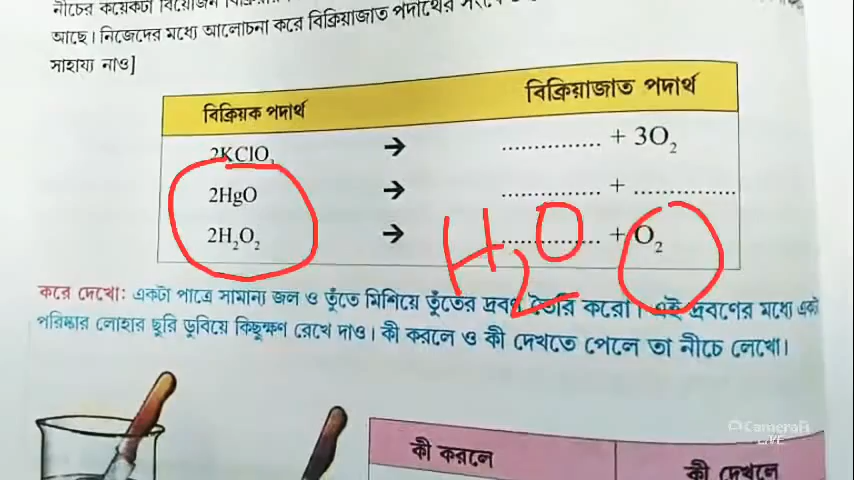 নীচের কয়েকটা বিয়োজন
আছে। নিজেদের মধ্যে আলোচনা করে বিক্রিয়াজাত পদার্থের
সাহায্য নাও]
বিক্রিয়ক পদার্থ বিক্রিয়াজাত পদার্থ
2KClO₃ → .............. + 3O₂
2HgO → .............. + ..............
2H₂O₂ → .............. + O₂
H₂O
করে দেখো: একটা পাত্রে সামান্য জল ও তুঁতে মিশিয়ে তুঁতের দ্রবণ তৈরি করো। এই দ্রবণের মধ্যে একটা
পরিষ্কার লোহার ছুরি ডুবিয়ে কিছুক্ষণ রেখে দাও। কী করলে ও কী দেখতে পেলে তা নীচে লেখো।
কী করলে কী দেখলে
CameraFi
LIVE